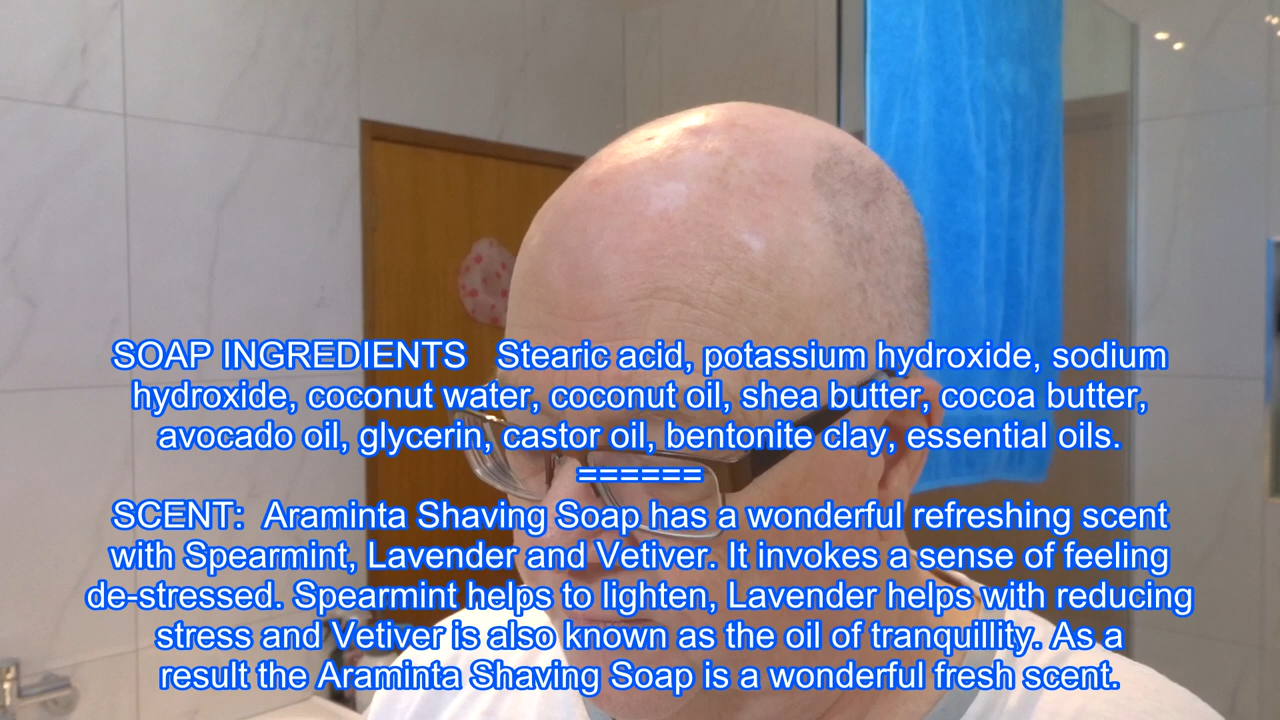 SOAP INGREDIENTS   Stearic acid, potassium hydroxide, sodium
hydroxide, coconut water, coconut oil, shea butter, cocoa butter,
avocado oil, glycerin, castor oil, bentonite clay, essential oils.
======
SCENT:  Araminta Shaving Soap has a wonderful refreshing scent
with Spearmint, Lavender and Vetiver. It invokes a sense of feeling
de-stressed. Spearmint helps to lighten, Lavender helps with reducing
stress and Vetiver is also known as the oil of tranquillity. As a
result the Araminta Shaving Soap is a wonderful fresh scent.